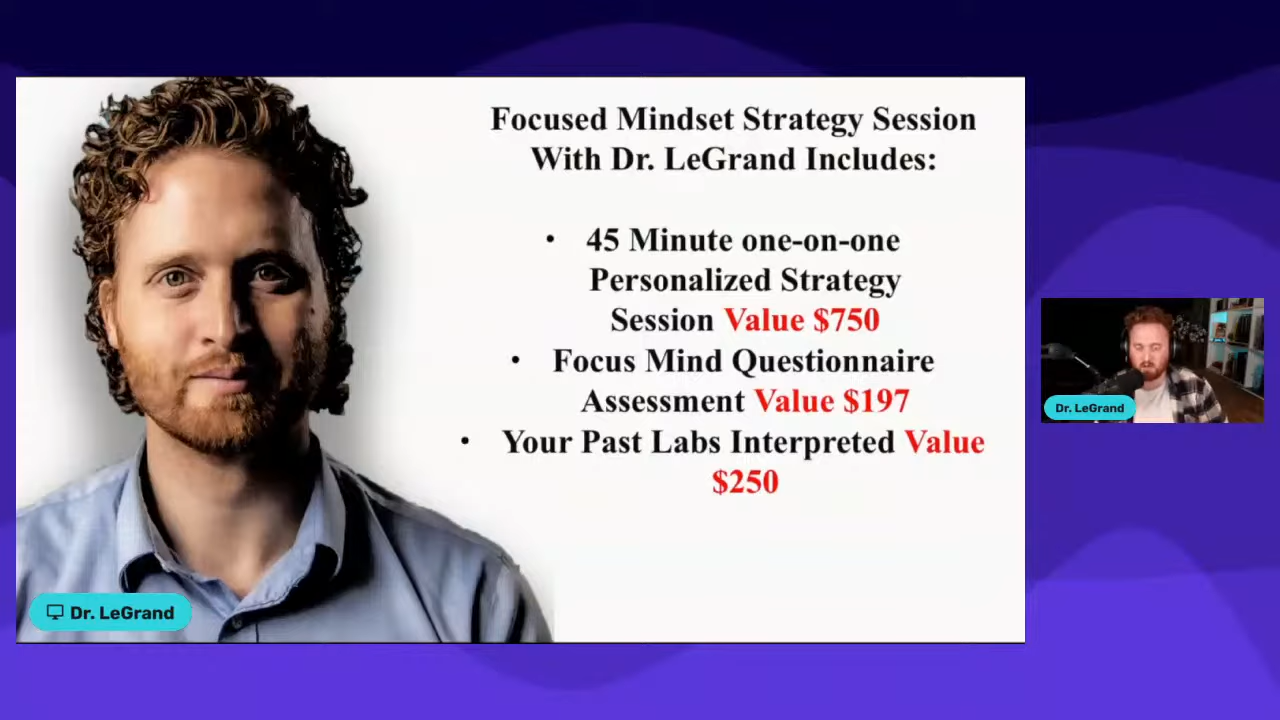 Focused Mindset Strategy Session
With Dr. LeGrand Includes:
• 45 Minute one-on-one
Personalized Strategy
Session Value $750
• Focus Mind Questionnaire
Assessment Value $197
• Your Past Labs Interpreted Value
$250
Dr. LeGrand
Dr. LeGrand